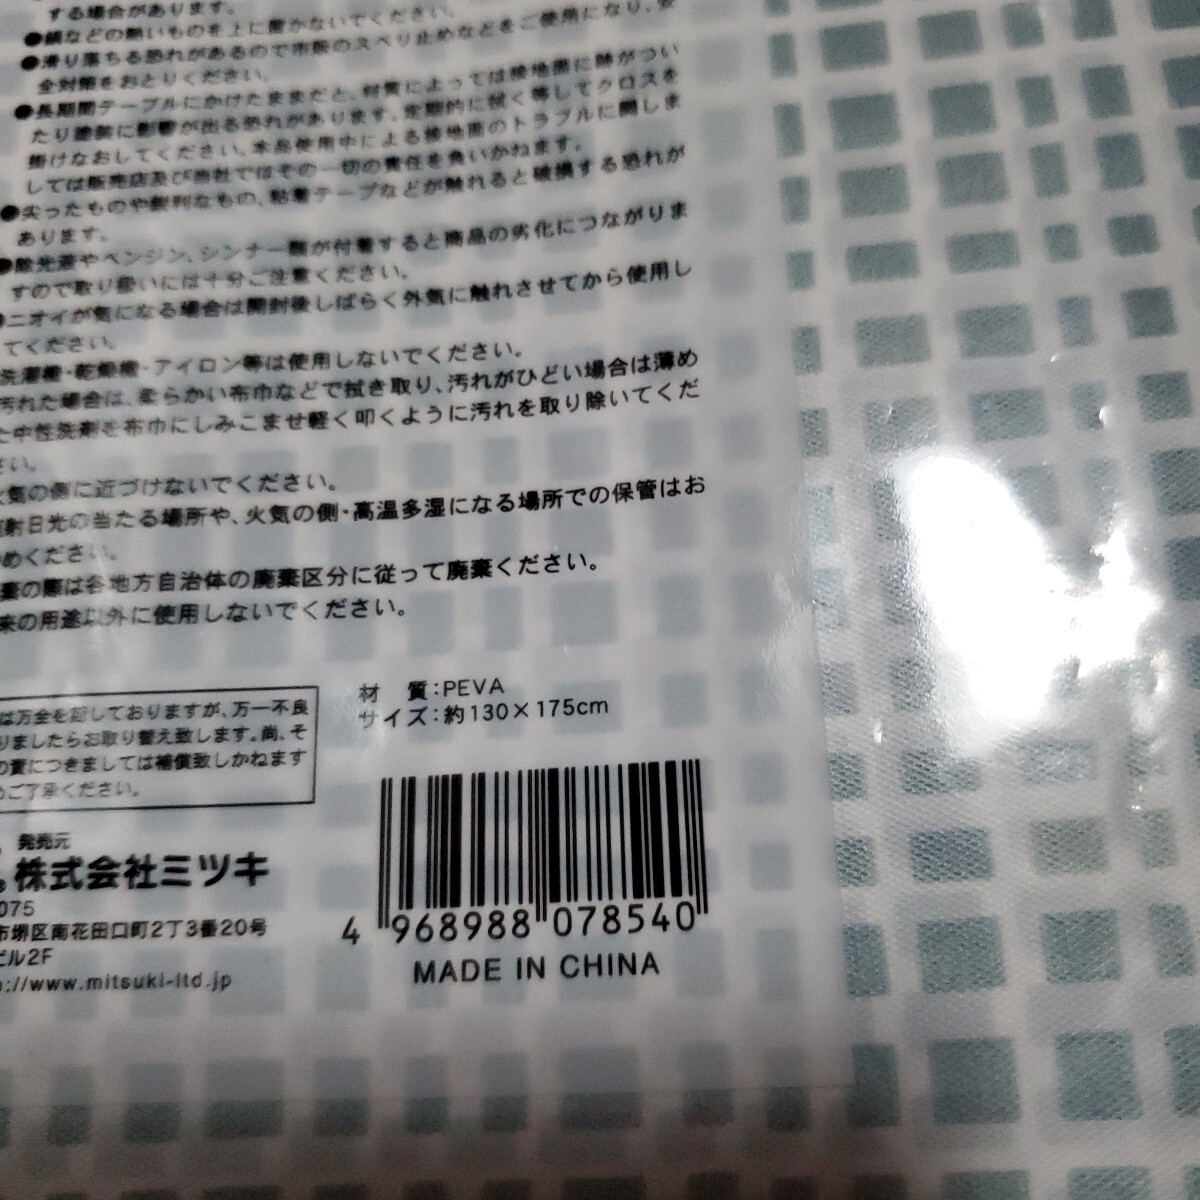 する場合があります。
●鍋などの熱いものを上に置かないでください。
●滑り落ちる恐れがあるので市販のスベリ止めなどをご使用になり、安
全対策をおとりください。
●長期間テーブルにかけたままだと、材質によっては接地面に跡がつい
たり塗装に影響が出る恐れがあります。定期的に拭く等してクロスを
掛けなおしてください。本品使用中による接地面のトラブルに関しま
しては販売店及び当社ではその一切の責任を負いかねます。
●尖ったものや鋭利なもの、粘着テープなどが触れると破損する恐れが
あります。
●除光液やベンジン、シンナー類が付着すると商品の劣化につながりま
すので取り扱いには十分ご注意ください。
●ニオイが気になる場合は開封後しばらく外気に触れさせてから使用し
てください。
洗濯機・乾燥機・アイロン等は使用しないでください。
汚れた場合は、柔らかい布巾などで拭き取り、汚れがひどい場合は薄め
た中性洗剤を布巾にしみこませ軽く叩くように汚れを取り除いてくだ
さい。
火気の側に近づけないでください。
直射日光の当たる場所や、火気の側・高温多湿になる場所での保管はお
やめください。
棄の際は各地方自治体の廃棄区分に従って廃棄ください。
来の用途以外に使用しないでください。
は万全を期しておりますが、万一不良
りましたらお取り替え致します。尚、そ
の責につきましては補償致しかねます
めご了承ください。
材 質:PEVA
サイズ:約130×175cm
発売元
株式会社ミツキ
075
市堺区南花田口町2丁3番20号
ビル2F
p://www.mitsuki-ltd.jp
4 968988 078540
MADE IN CHINA